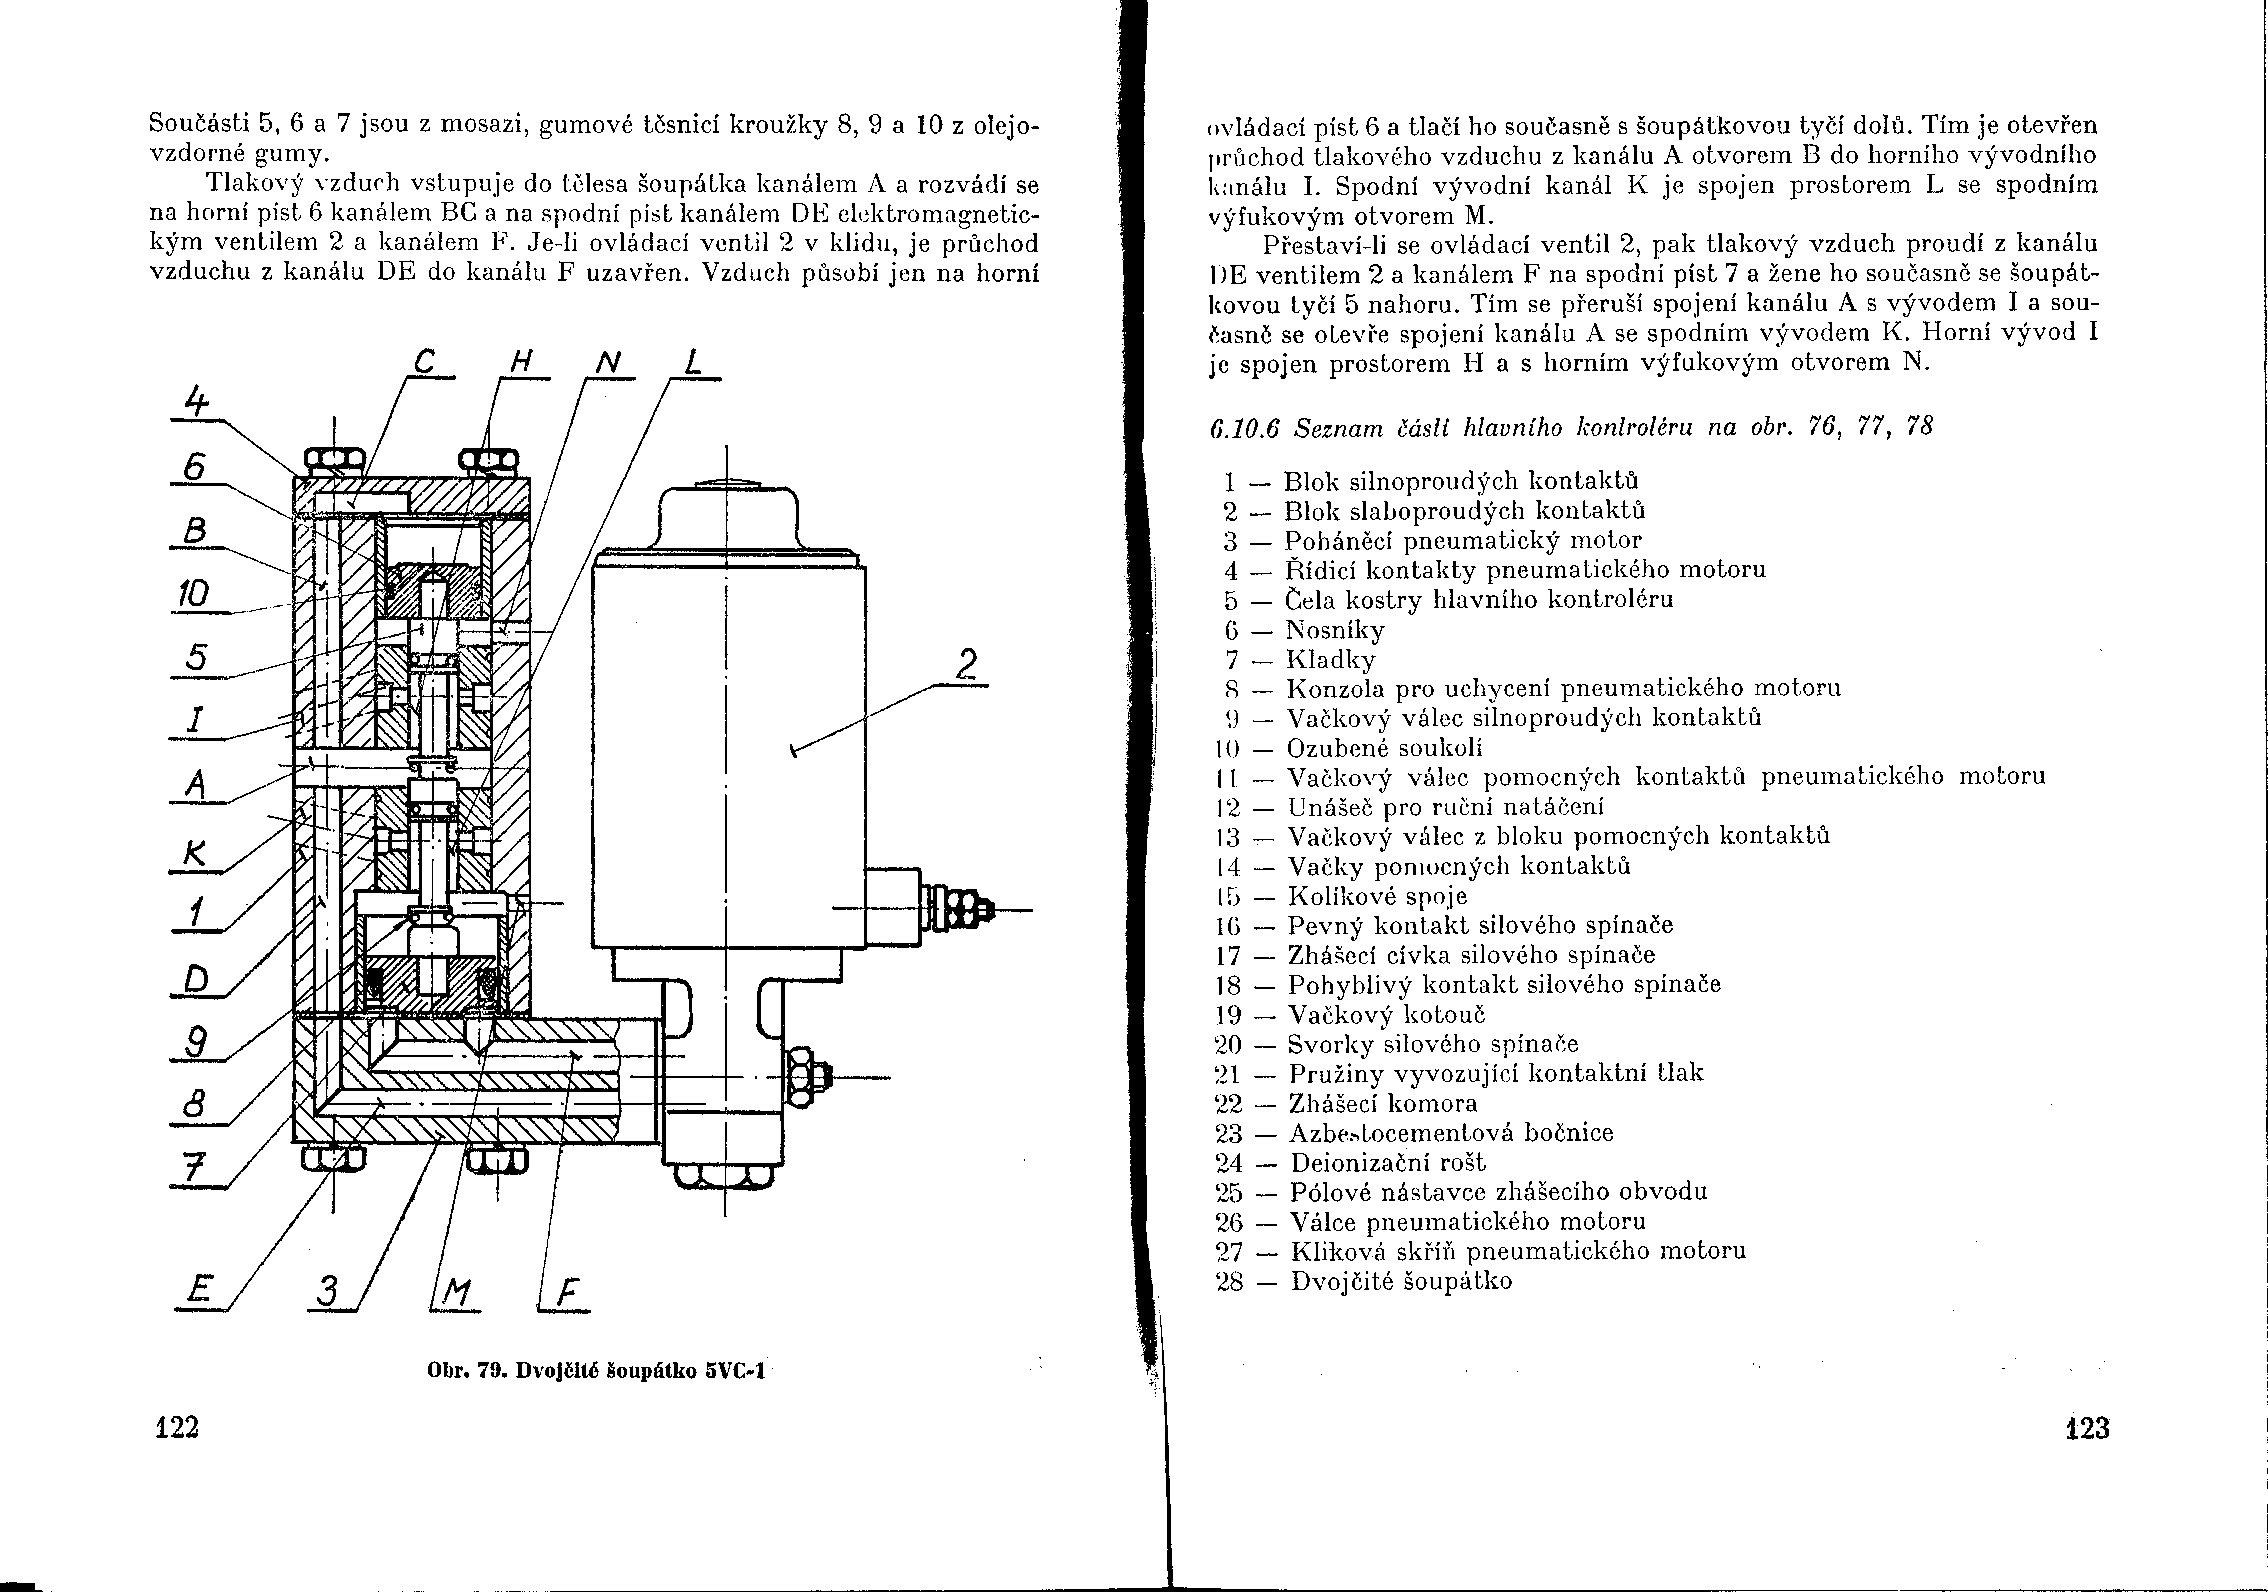 Součásti 5, 6 a 7 jsou z mosazi, gumové těsnicí kroužky 8, 9 a 10 z olejo-
vzdorné gumy.
Tlakový vzduch vstupuje do tělesa šoupátka kanálem A a rozvádí se
na horní píst 6 kanálem BC a na spodní píst kanálem DE elektromagnetic-
kým ventilem 2 a kanálem F. Je-li ovládací ventil 2 v klidu, je průchod
vzduchu z kanálu DE do kanálu F uzavřen. Vzduch působí jen na horní
C H N L
4
6
B
10
5
2
I
A
K
1
D
9
8
7
E 3 M F
Obr. 79. Dvojčité šoupátko 5VC-1
122
ovládací píst 6 a tlačí ho současně s šoupátkovou tyčí dolů. Tím je otevřen
průchod tlakového vzduchu z kanálu A otvorem B do horního vývodního
kanálu I. Spodní vývodní kanál K je spojen prostorem L se spodním
výfukovým otvorem M.
Přestaví-li se ovládací ventil 2, pak tlakový vzduch proudí z kanálu
DE ventilem 2 a kanálem F na spodní píst 7 a žene ho současně se šoupát-
kovou tyčí 5 nahoru. Tím se přeruší spojení kanálu A s vývodem I a sou-
časně se otevře spojení kanálu A se spodním vývodem K. Horní vývod I
je spojen prostorem H a s horním výfukovým otvorem N.
6.10.6 Seznam částí hlavního kontroléru na obr. 76, 77, 78
1 — Blok silnoproudých kontaktů
2 — Blok slaboproudých kontaktů
3 — Poháněcí pneumatický motor
4 — Řídicí kontakty pneumatického motoru
5 — Čela kostry hlavního kontroléru
6 — Nosníky
7 — Kladky
8 — Konzola pro uchycení pneumatického motoru
9 — Vačkový válec silnoproudých kontaktů
10 — Ozubené soukolí
11 — Vačkový válec pomocných kontaktů pneumatického motoru
12 — Unášeč pro ruční natáčení
13 — Vačkový válec z bloku pomocných kontaktů
14 — Vačky pomocných kontaktů
15 — Kolíkové spoje
16 — Pevný kontakt silového spínače
17 — Zhášecí cívka silového spínače
18 — Pohyblivý kontakt silového spínače
19 — Vačkový kotouč
20 — Svorky silového spínače
21 — Pružiny vyvozující kontaktní tlak
22 — Zhášecí komora
23 — Azbestocementová bočnice
24 — Deionizační rošt
25 — Pólové nástavce zhášecího obvodu
26 — Válce pneumatického motoru
27 — Kliková skříň pneumatického motoru
28 — Dvojčité šoupátko
123